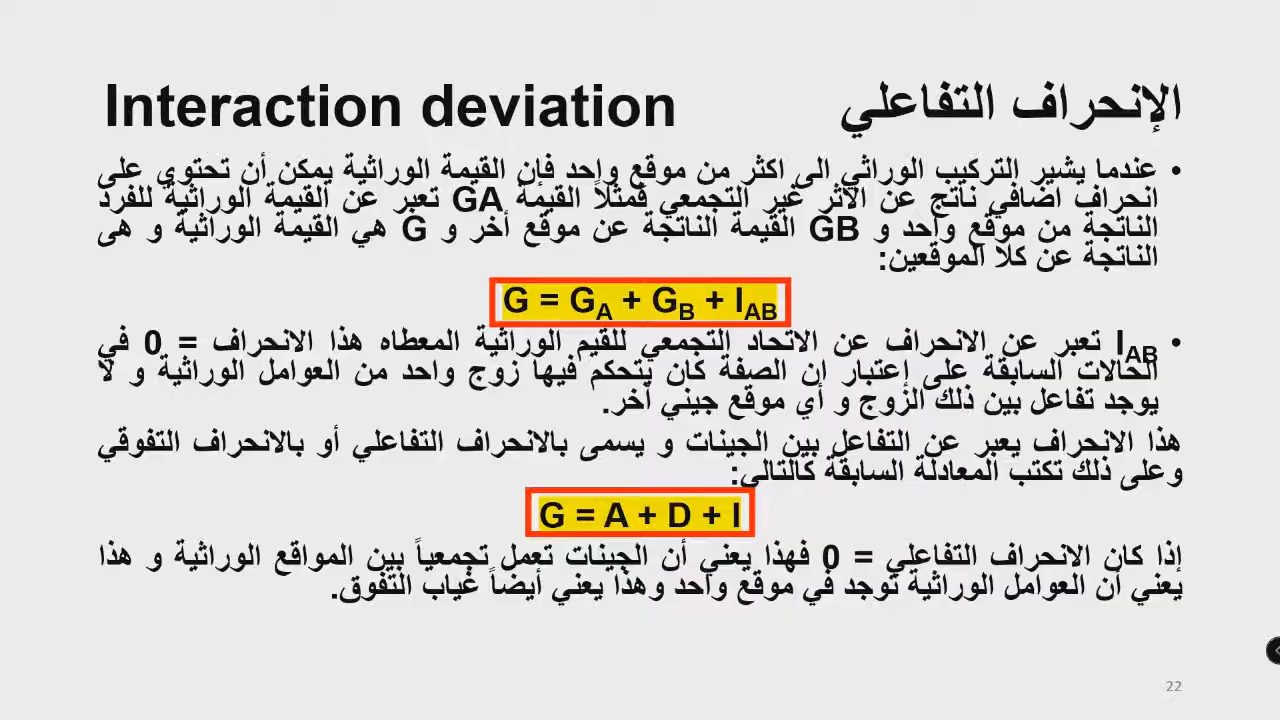 الإنحراف التفاعلي Interaction deviation
• عندما يشير التركيب الوراثي الى اكثر من موقع واحد فإن القيمة الوراثية يمكن أن تحتوي على
انحراف اضافي ناتج عن الاثر غير التجمعي فمثلاً القيمة GA تعبر عن القيمة الوراثية للفرد
الناتجة من موقع واحد و GB القيمة الناتجة عن موقع أخر و G هي القيمة الوراثية و هى
الناتجة عن كلا الموقعين:
G = GA + GB + IAB
• IAB تعبر عن الانحراف عن الاتحاد التجمعي للقيم الوراثية المعطاه هذا الانحراف = 0 في
الحالات السابقة على إعتبار ان الصفة كان يتحكم فيها زوج واحد من العوامل الوراثية و لا
يوجد تفاعل بين ذلك الزوج و أي موقع جيني أخر.
هذا الانحراف يعبر عن التفاعل بين الجينات و يسمى بالانحراف التفاعلي أو بالانحراف التفوقي
وعلى ذلك تكتب المعادلة السابقة كالتالي:
G = A + D + I
إذا كان الانحراف التفاعلي = 0 فهذا يعني أن الجينات تعمل تجمعياً بين المواقع الوراثية و هذا
يعني ان العوامل الوراثية توجد في موقع واحد وهذا يعني أيضاً غياب التفوق.
22